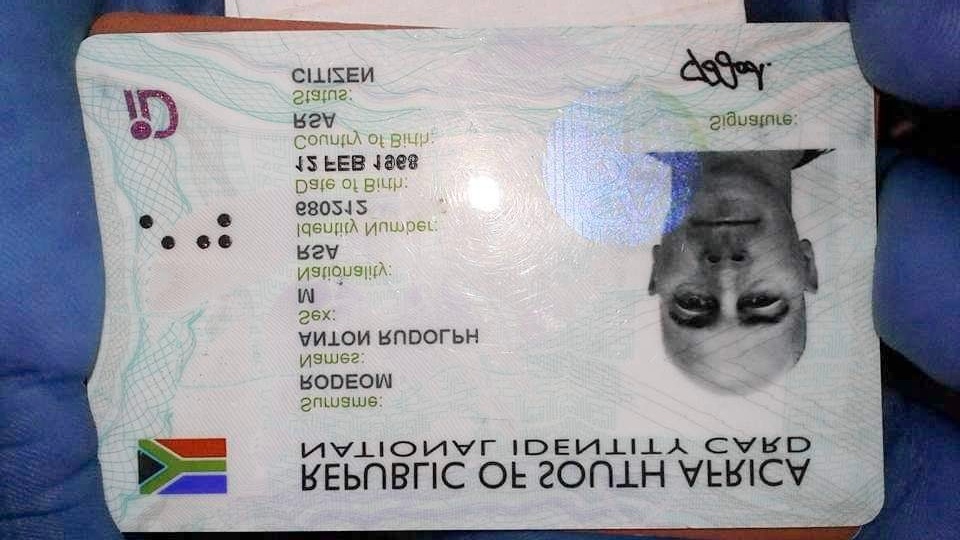 REPUBLIC OF SOUTH AFRICA
NATIONAL IDENTITY CARD
Surname:
RODEOM
Names:
ANTON RUDOLPH
Sex:
M
Nationality:
RSA
Identity Number:
680212
Date of Birth:
12 FEB 1968
Country of Birth:
RSA
Status:
CITIZEN
Signature:
iD